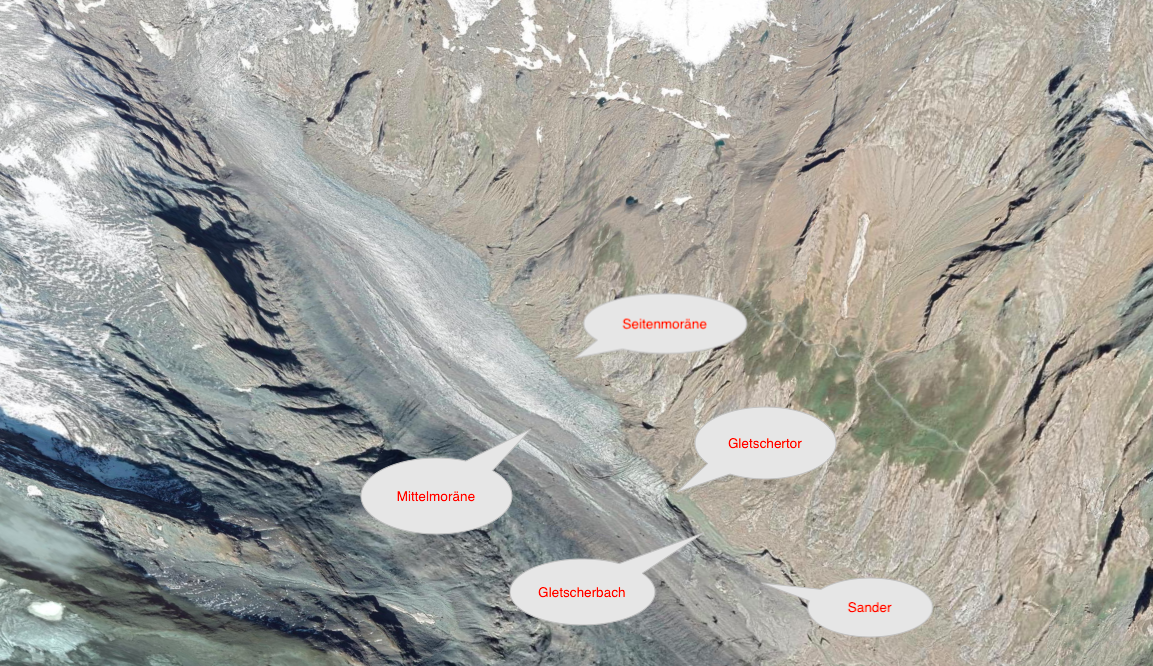 Seitenmoräne
Gletschertor
Mittelmoräne
Gletscherbach
Sander